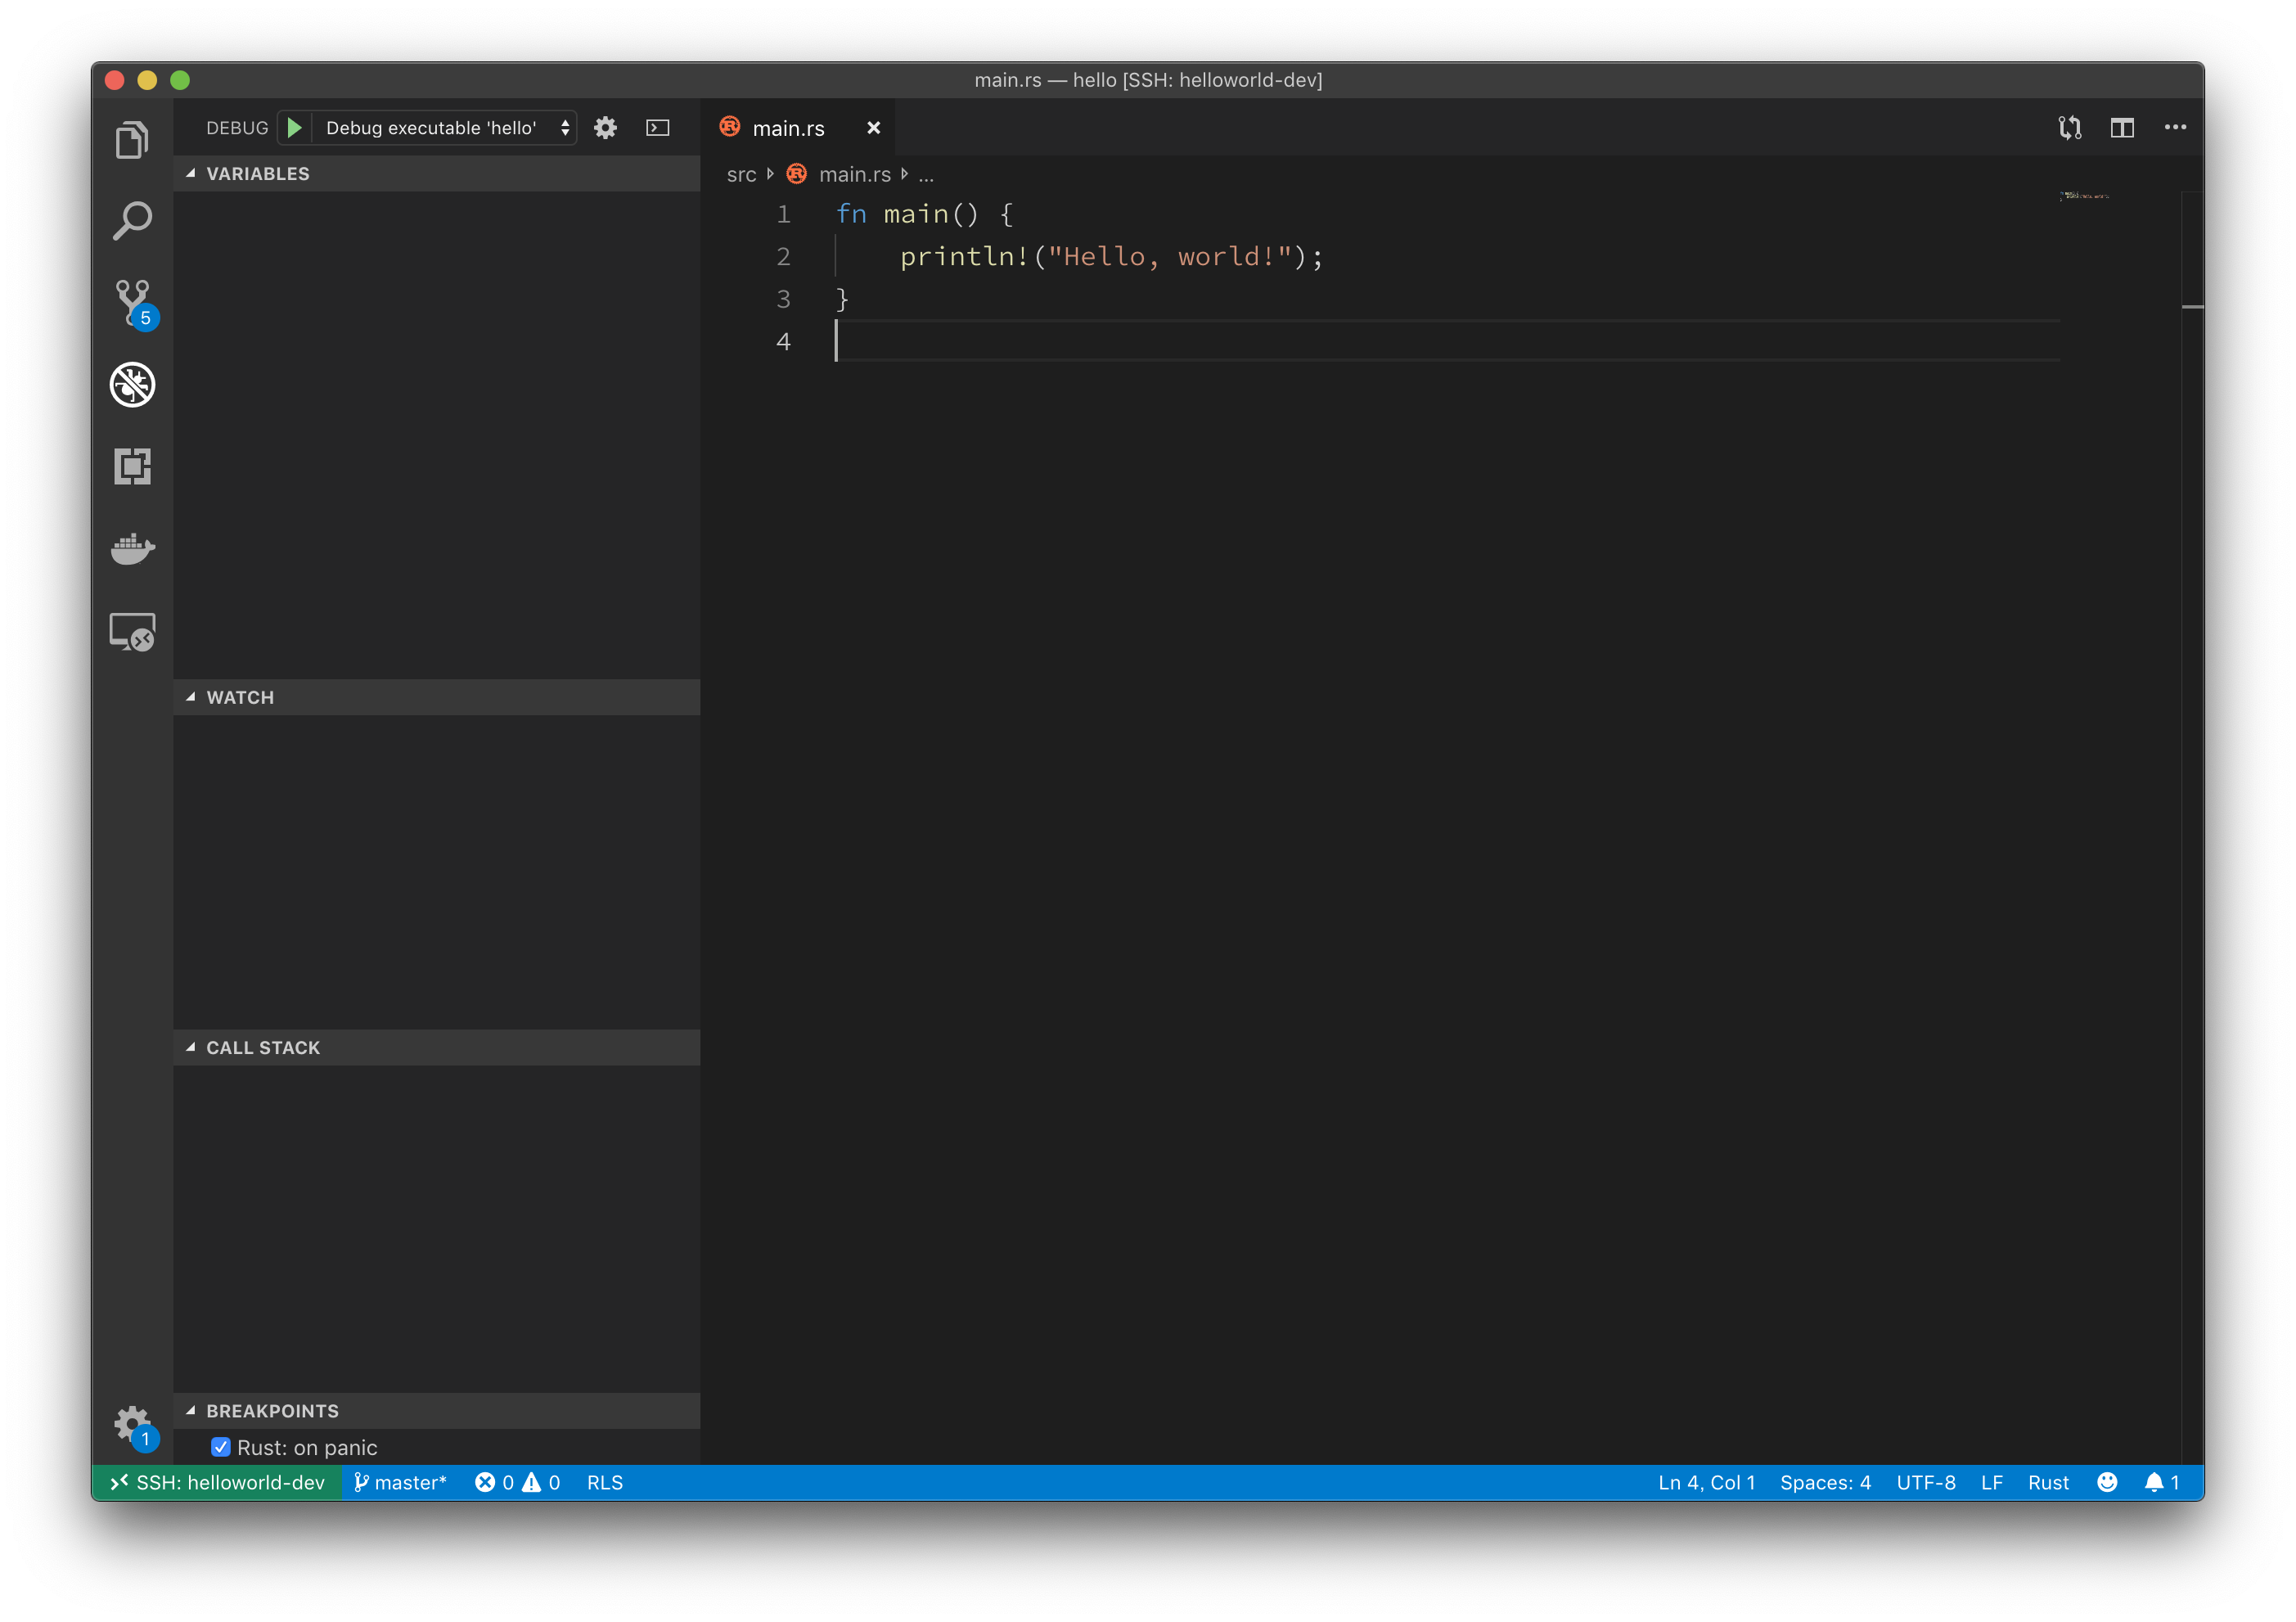 main.rs — hello [SSH: helloworld-dev]
DEBUG Debug executable 'hello'
main.rs
VARIABLES
src main.rs ...
1 fn main() {
2     println!("Hello, world!");
3 }
4
5
WATCH
CALL STACK
BREAKPOINTS
1
Rust: on panic
SSH: helloworld-dev master* 0 0 RLS Ln 4, Col 1 Spaces: 4 UTF-8 LF Rust 1